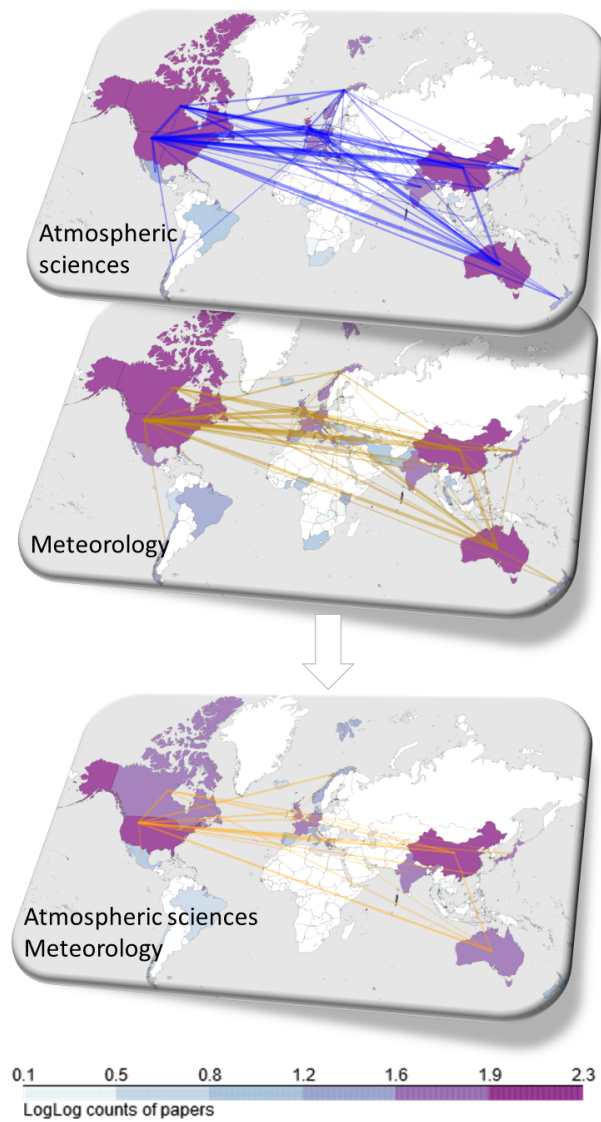 Atmospheric
sciences
Meteorology
Atmospheric sciences
Meteorology
0.1 0.5 0.8 1.2 1.6 1.9 2.3
LogLog counts of papers